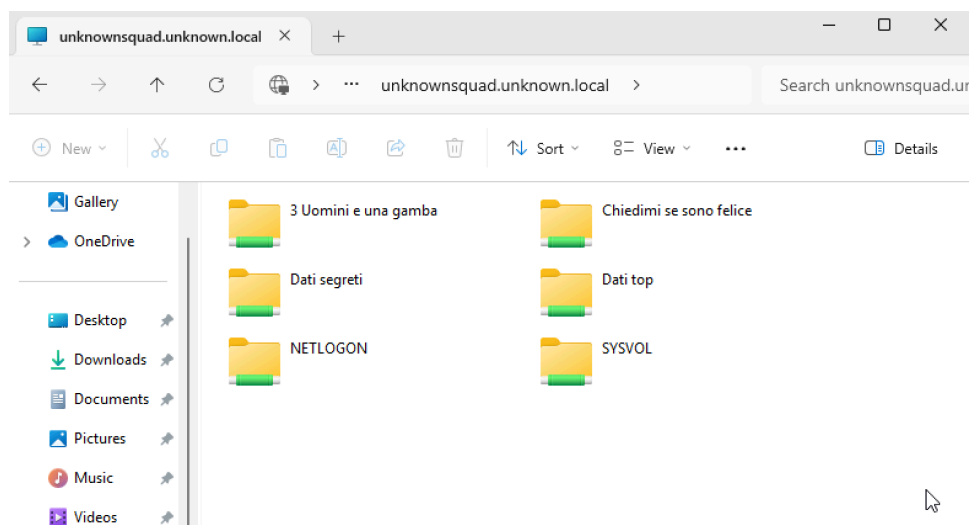 unknownsquad.unknown.local
unknownsquad.unknown.local
Search unknownsquad.un
New
Sort
View
Details
Gallery
OneDrive
Desktop
Downloads
Documents
Pictures
Music
Videos
3 Uomini e una gamba
Chiedimi se sono felice
Dati segreti
Dati top
NETLOGON
SYSVOL